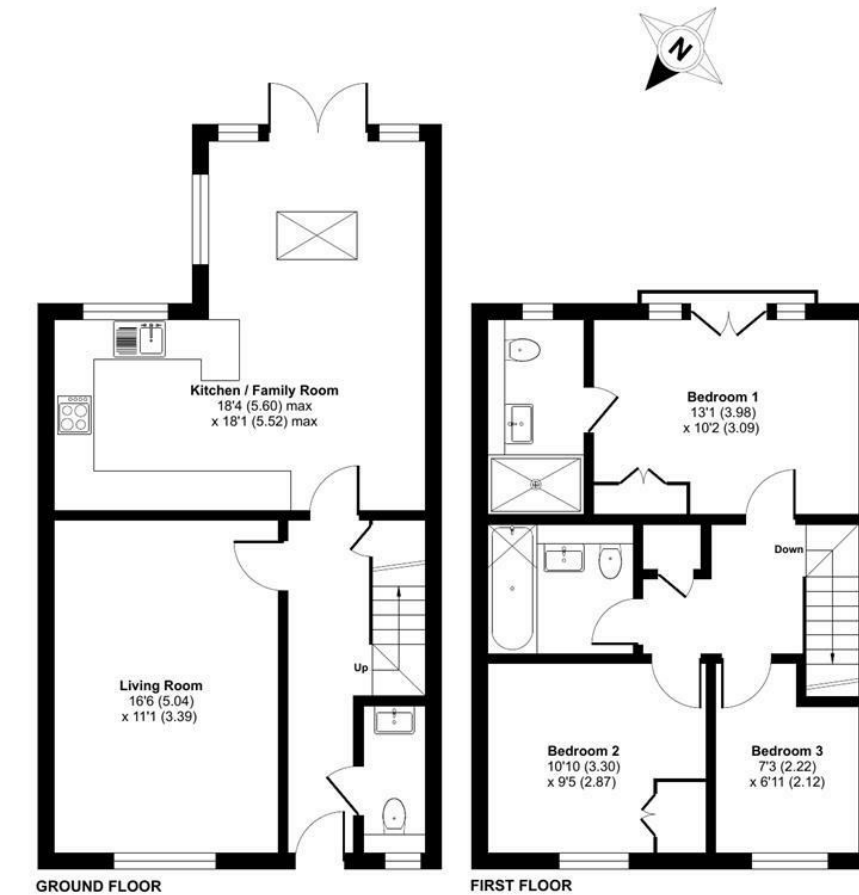 N
Kitchen / Family Room
18'4 (5.60) max
x 18'1 (5.52) max
Living Room
16'6 (5.04)
x 11'1 (3.39)
Up
GROUND FLOOR
Bedroom 1
13'1 (3.98)
x 10'2 (3.09)
Down
Bedroom 2
10'10 (3.30)
x 9'5 (2.87)
Bedroom 3
7'3 (2.22)
x 6'11 (2.12)
FIRST FLOOR